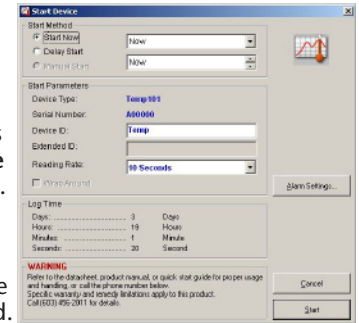 Start Device
Start Method
Start Now
Now
Delay Start
Manual Start
Now
Start Parameters
Device Type: Temp101
Serial Number: A00000
Device ID: Temp
Extended ID:
Reading Rate: 10 Seconds
Wrap Around
Alarm Settings...
Log Time
Days: 3 Days
Hours: 19 Hours
Minutes: 1 Minute
Seconds: 20 Second
WARNING
Refer to the datasheet, product manual, or quick start guide for proper usage
and handling, or call the phone number below.
Specific warranty and remedy limitations apply to this product.
Call (603) 456-2011 for details.
Cancel
Start